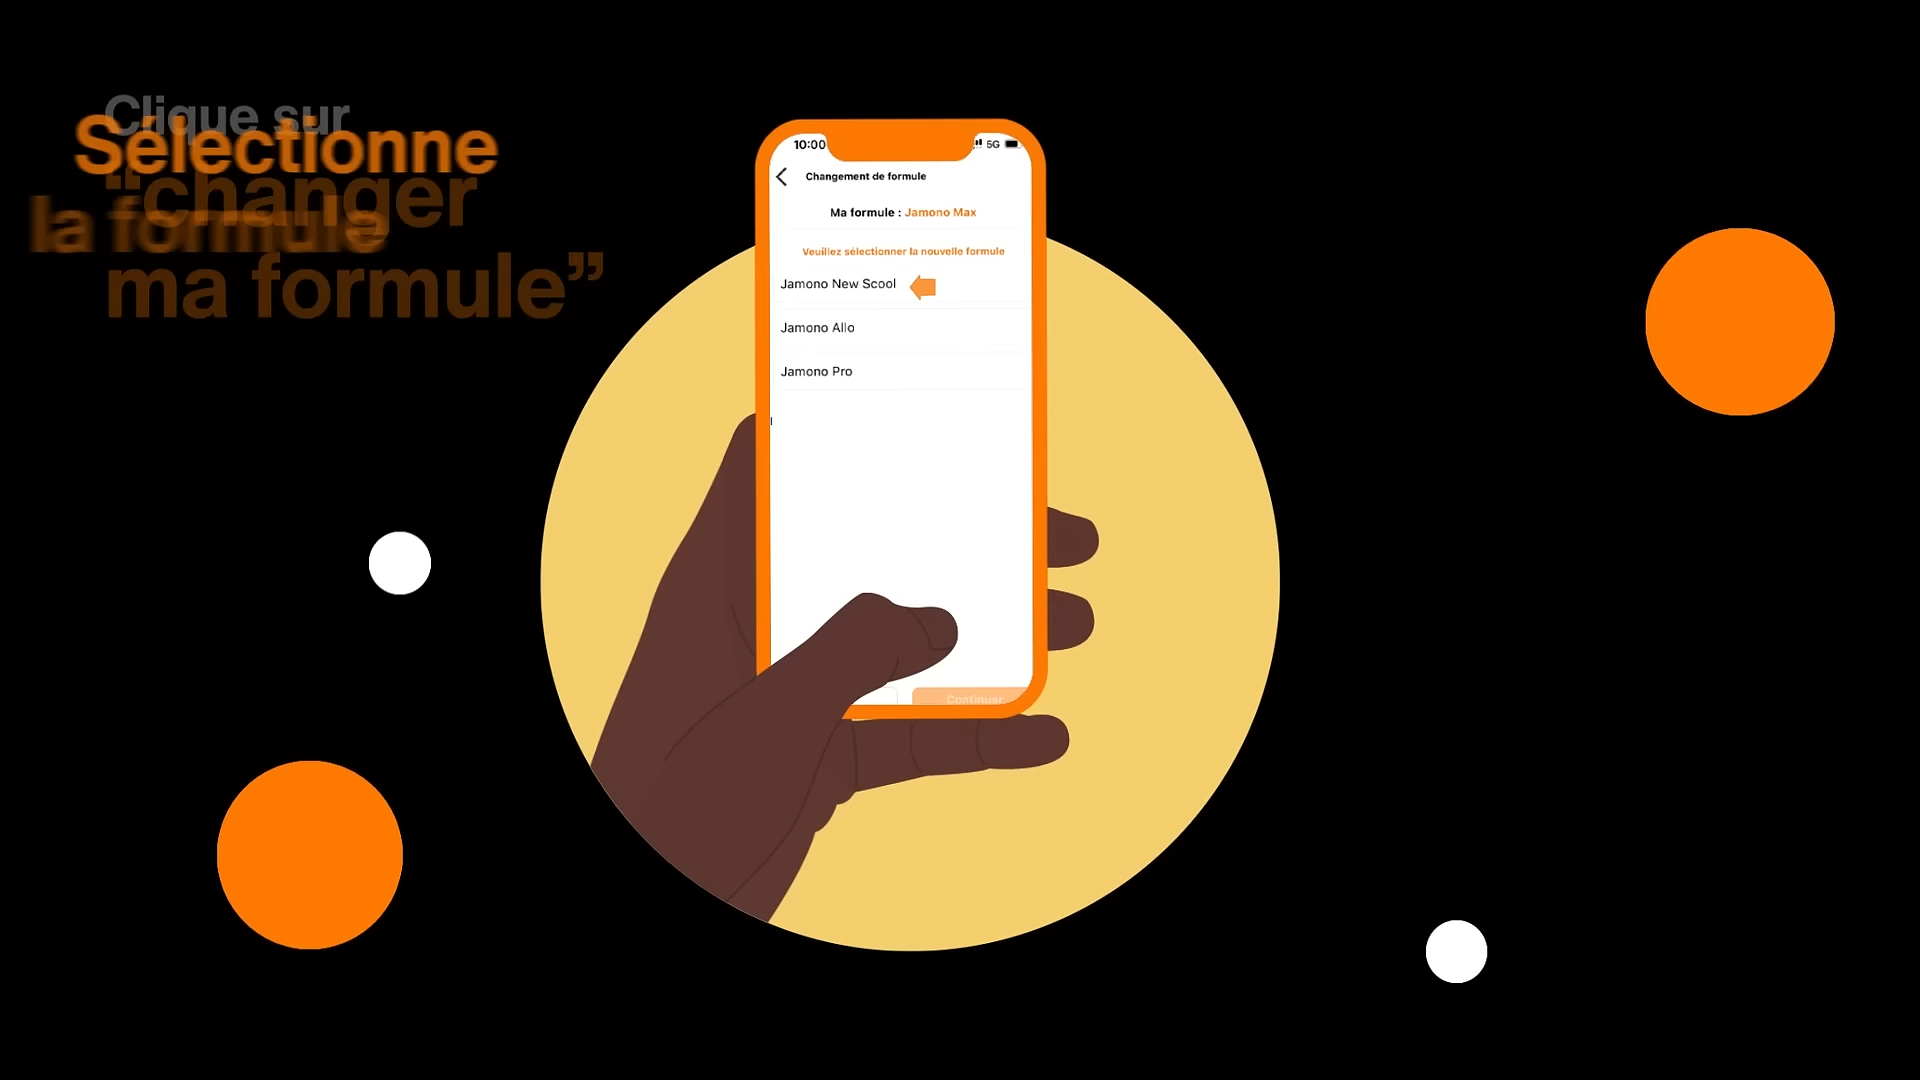 Clique sur
Sélectionne
“changer
la formule
ma formule”
10:00
5G
Changement de formule
Ma formule : Jamono Max
Veuillez sélectionner la nouvelle formule
Jamono New Scool
Jamono Allo
Jamono Pro
Continuer